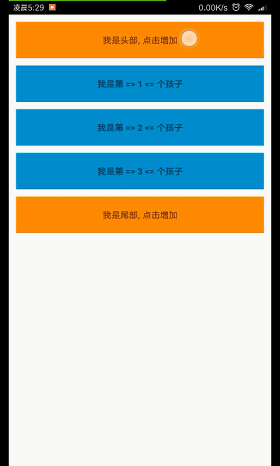 凌晨5:29 0.00K/s
我是头部, 点击增加
我是第 => 1 <= 个孩子
我是第 => 2 <= 个孩子
我是第 => 3 <= 个孩子
我是尾部, 点击增加